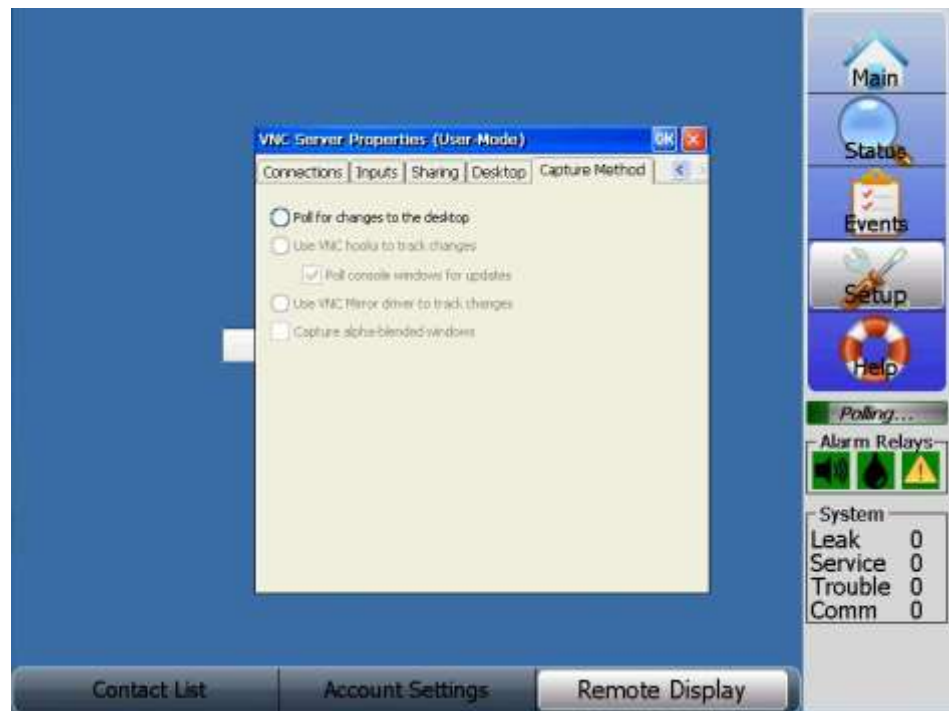 VNC Server Properties (User-Mode)
OK
Connections
Inputs
Sharing
Desktop
Capture Method
Poll for changes to the desktop
Use VNC hooks to track changes
Poll console windows for updates
Use VNC Mirror driver to track changes
Capture alpha-blended windows
Main
Status
Events
Setup
Help
Polling...
Alarm Relays
System
Leak 0
Service 0
Trouble 0
Comm 0
Contact List
Account Settings
Remote Display